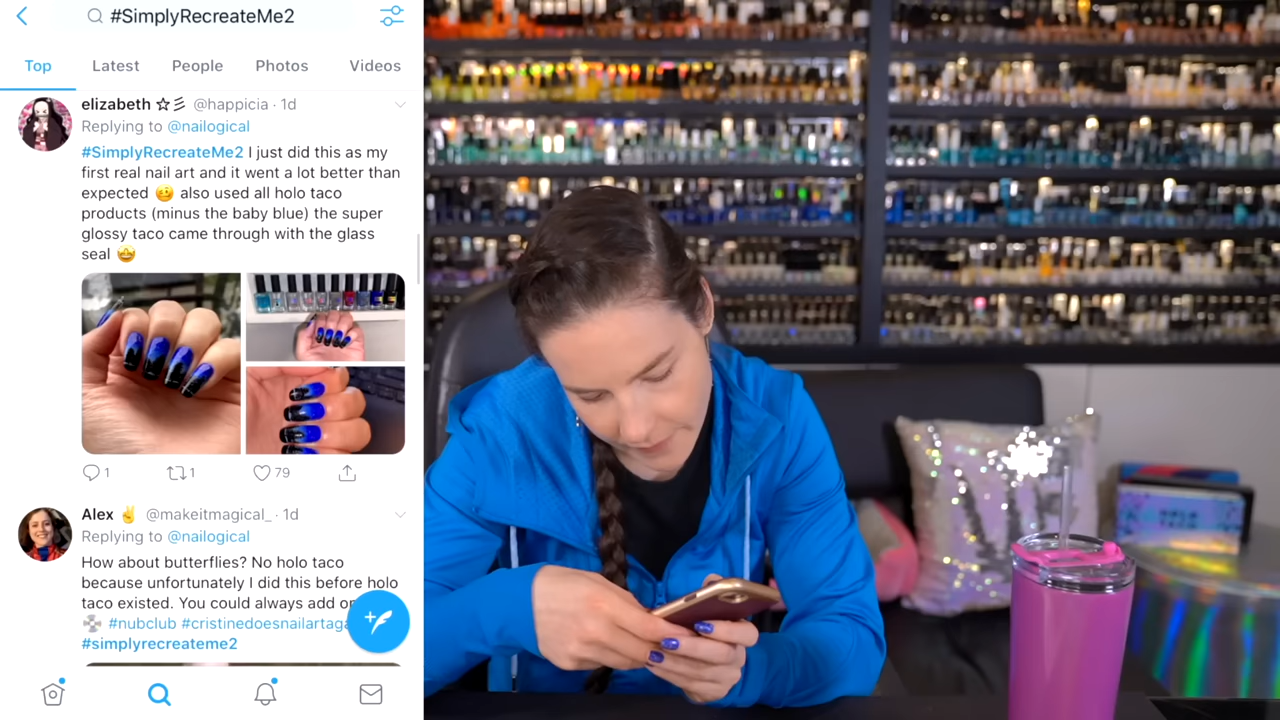 #SimplyRecreateMe2
Top Latest People Photos Videos
elizabeth ☆彡 @happicia · 1d
Replying to @nailogical
#SimplyRecreateMe2 I just did this as my
first real nail art and it went a lot better than
expected 🥴 also used all holo taco
products (minus the baby blue) the super
glossy taco came through with the glass
seal 🤩
1 1 79
Alex ✌️ @makeitmagical_ · 1d
Replying to @nailogical
How about butterflies? No holo taco
because unfortunately I did this before holo
taco existed. You could always add
#nubclub
#simplyrecreateme2
HOLO
TACO